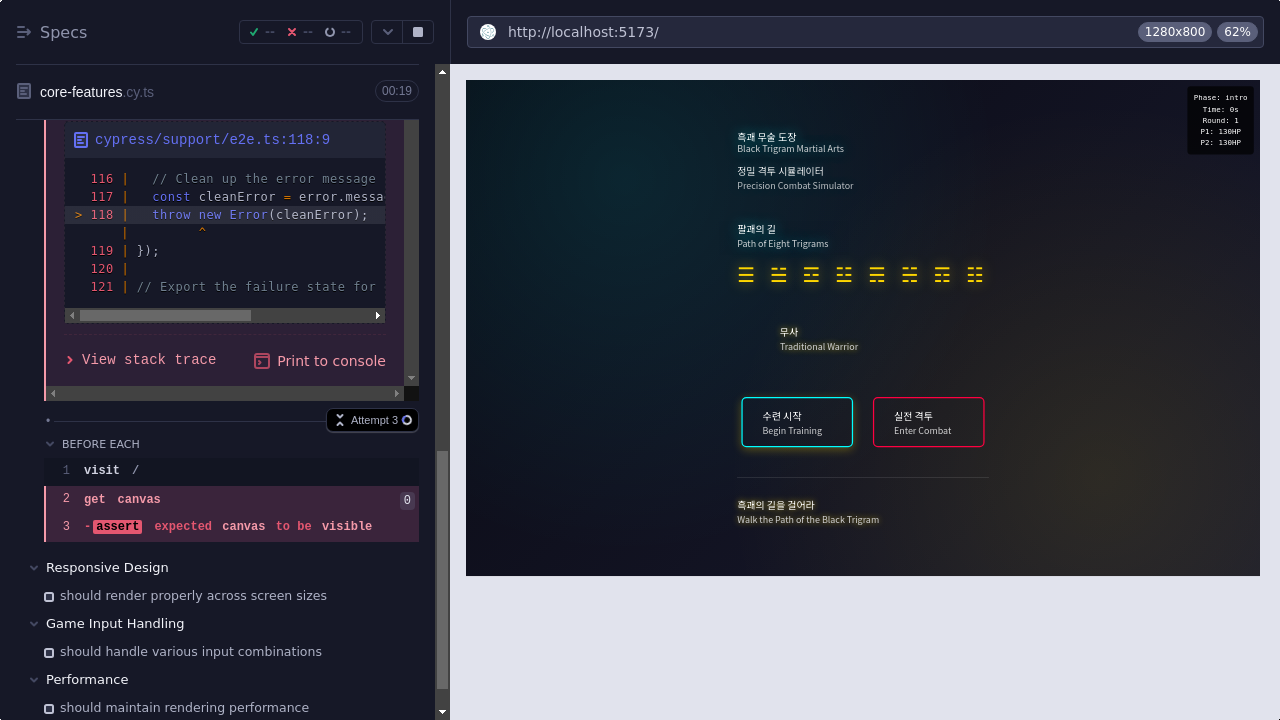 Specs
--
--
--
core-features.cy.ts
00:19
cypress/support/e2e.ts:118:9
116 | // Clean up the error message
117 | const cleanError = error.messa
> 118 | throw new Error(cleanError);
| ^
119 | });
120 |
121 | // Export the failure state for
View stack trace
Print to console
Attempt 3
BEFORE EACH
1 visit /
2 get canvas 0
3 -assert expected canvas to be visible
Responsive Design
should render properly across screen sizes
Game Input Handling
should handle various input combinations
Performance
should maintain rendering performance
http://localhost:5173/
1280x800
62%
Phase: intro
Time: 0s
Round: 1
P1: 130HP
P2: 130HP
흑괘 무술 도장
Black Trigram Martial Arts
정밀 격투 시뮬레이터
Precision Combat Simulator
팔괘의 길
Path of Eight Trigrams
☰ ☱ ☲ ☳ ☴ ☵ ☶ ☷
무사
Traditional Warrior
수련 시작
Begin Training
실전 격투
Enter Combat
흑괘의 길을 걸어라
Walk the Path of the Black Trigram